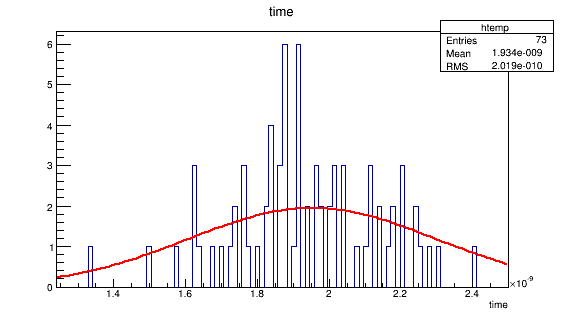 time
htemp
Entries 73
Mean 1.934e-009
RMS 2.019e-010
6
5
4
3
2
1
0
1.4 1.6 1.8 2 2.2 2.4
×10⁻⁹
time